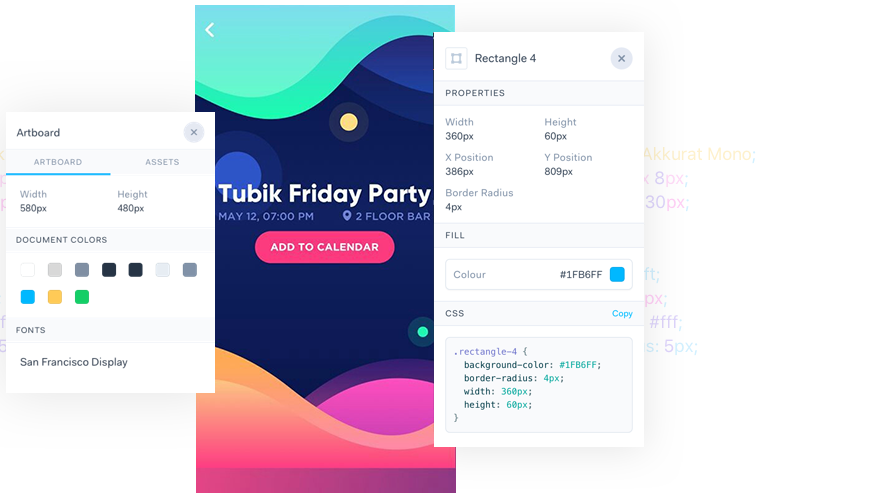 Artboard
ARTBOARD ASSETS
Width Height
580px 480px
DOCUMENT COLORS
FONTS
San Francisco Display
Tubik Friday Party
MAY 12, 07:00 PM 2 FLOOR BAR
ADD TO CALENDAR
Rectangle 4
PROPERTIES
Width Height
360px 60px
X Position Y Position
386px 809px
Border Radius
4px
FILL
Colour #1FB6FF
CSS Copy
.rectangle-4 {
background-color: #1FB6FF;
border-radius: 4px;
width: 360px;
height: 60px;
}
Akkurat Mono;
8px;
30px;
px;
#fff;
5px;